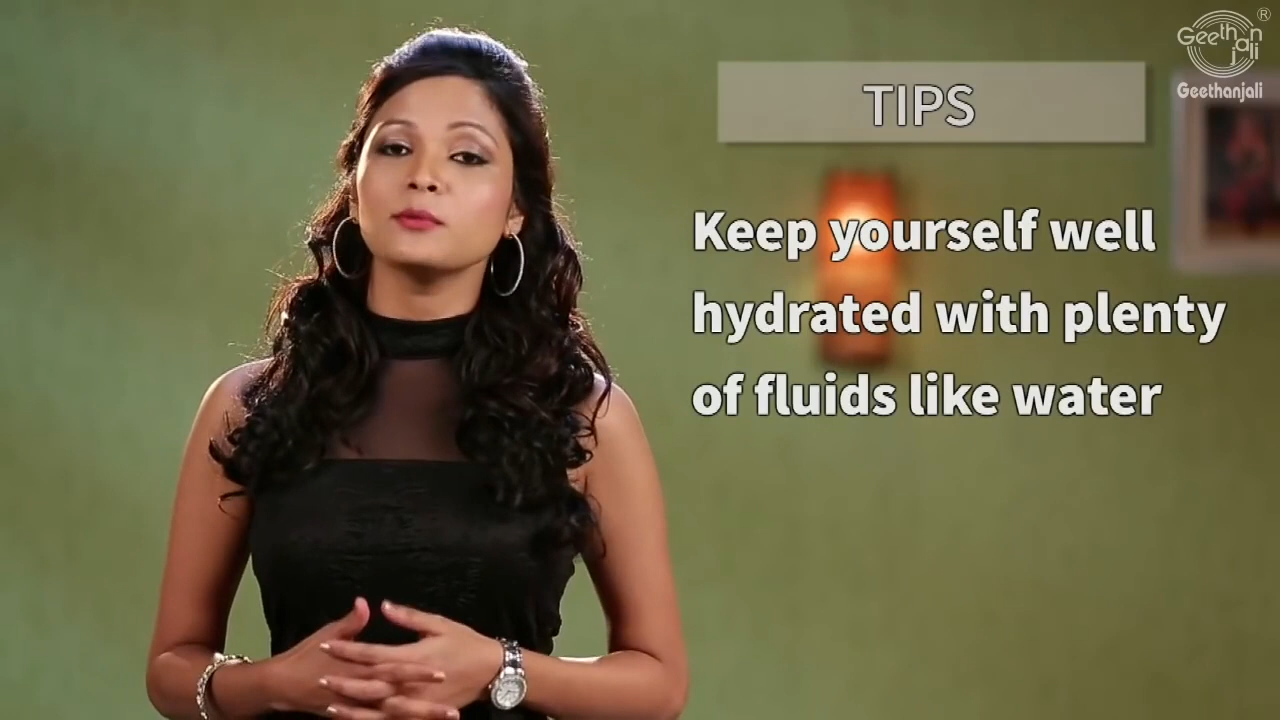 Geethanjali
®
Geethanjali
TIPS
Keep yourself well
hydrated with plenty
of fluids like water